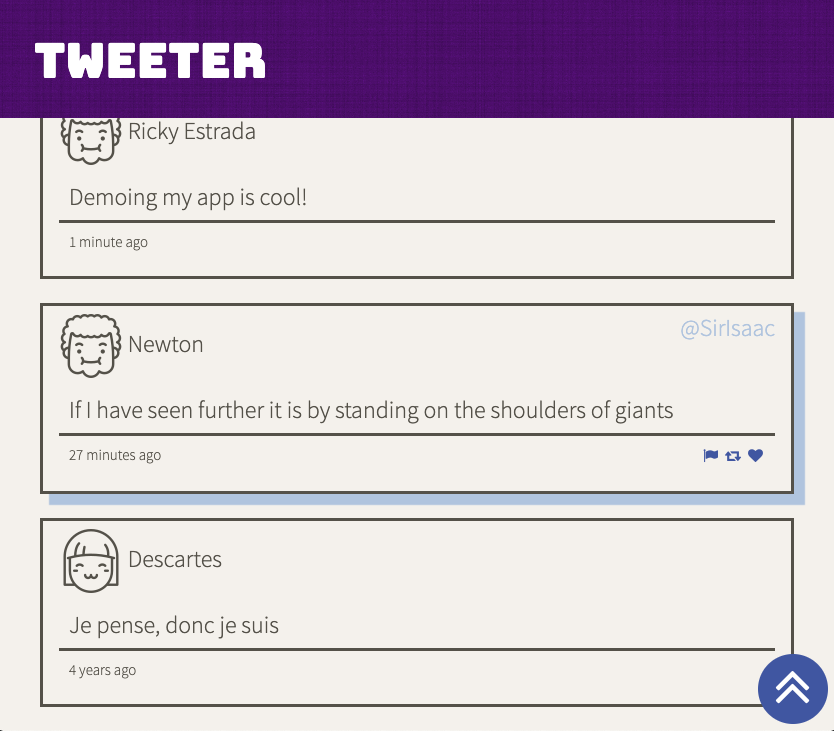 TWEETER
Ricky Estrada
Demoing my app is cool!
1 minute ago
Newton
@SirIsaac
If I have seen further it is by standing on the shoulders of giants
27 minutes ago
Descartes
Je pense, donc je suis
4 years ago